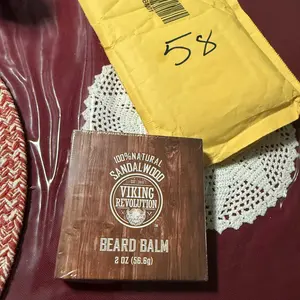 58
100% NATURAL
SANDALWOOD
VIKING
REVOLUTION
BEARD BALM
2 OZ (56.6g)